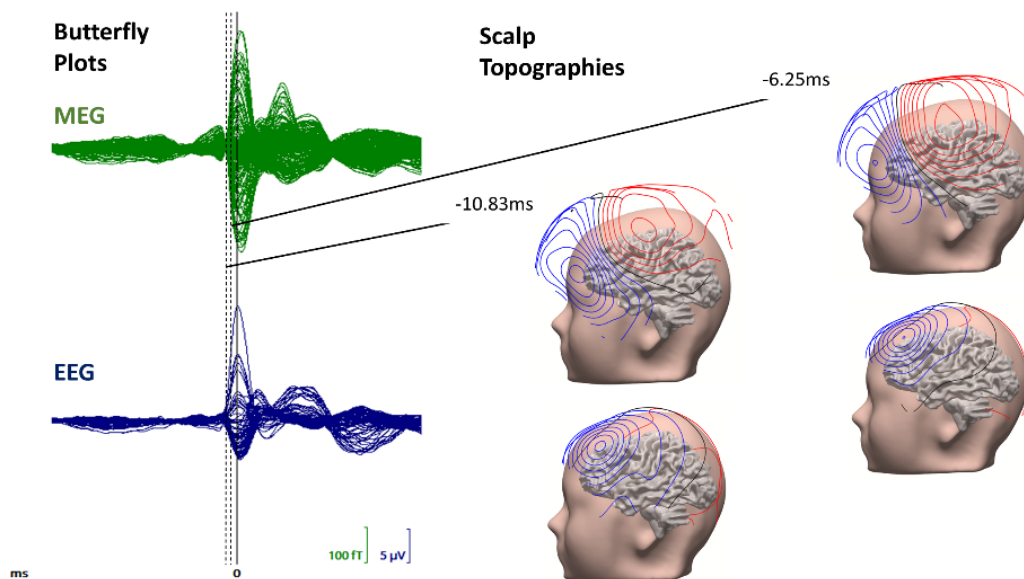 Butterfly
Plots
Scalp
Topographies
-6.25ms
MEG
-10.83ms
EEG
100 fT
5 µV
ms
0